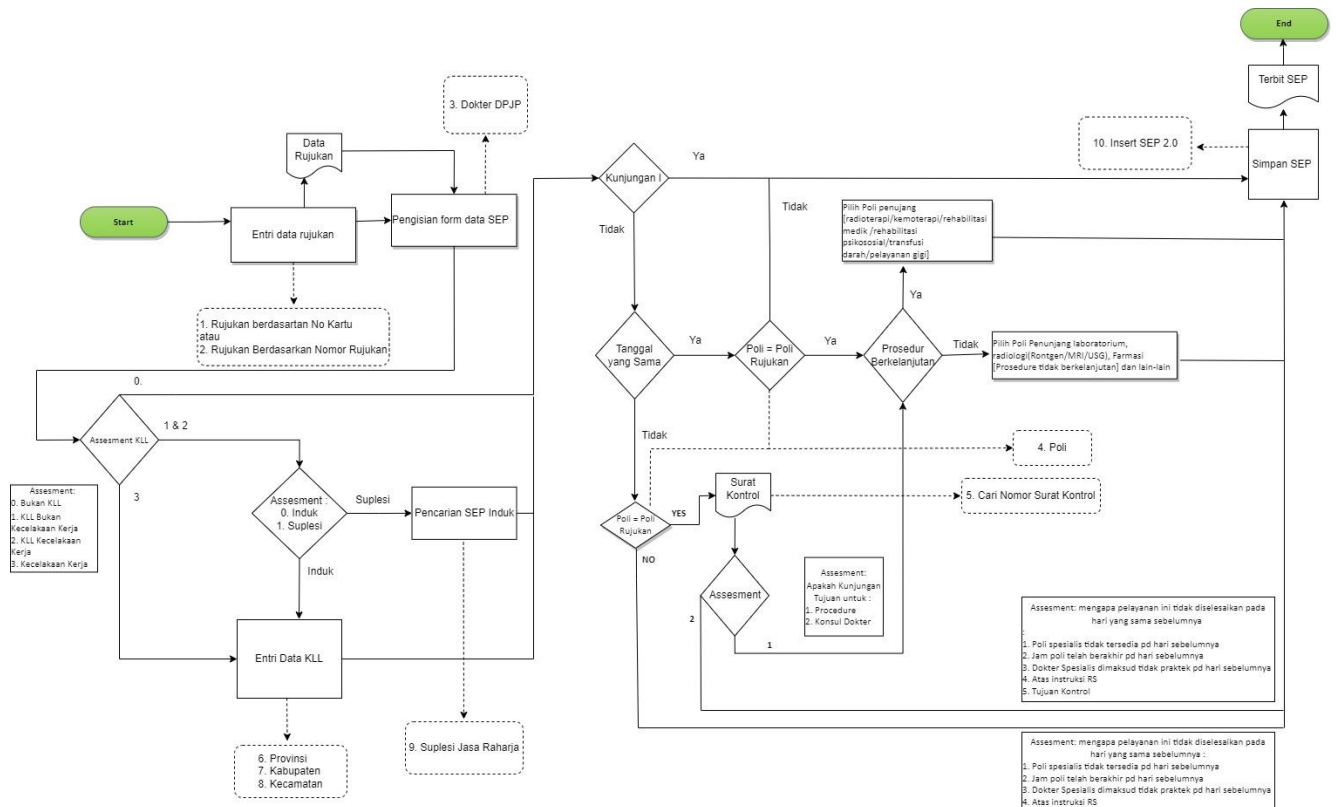 End
Terbit SEP
3. Dokter DPJP
Data
Rujukan
10. Insert SEP 2.0
Simpan SEP
Kunjungan I
Ya
Tidak
Start
Entri data rujukan
Pengisian form data SEP
Tidak
Pilih Poli penujang
[radioterapi/kemoterapi/rehabilitasi
medik /rehabilitasi
psikososial/transfusi
darah/pelayanan gigi]
Ya
1. Rujukan berdasartan No Kartu
atau
2. Rujukan Berdasarkan Nomor Rujukan
Tanggal
yang Sama
Ya
Poli = Poli
Rujukan
Ya
Prosedur
Berkelanjutan
Tidak
Pilih Poli Penunjang laboratorium,
radiologi(Rontgen/MRI/USG), Farmasi
[Prosedure tidak berkelanjutan] dan lain-lain
0.
Assesment KLL
1 & 2
3
Tidak
4. Poli
Assesment:
0. Bukan KLL
1. KLL Bukan
Kecelakaan Kerja
2. KLL Kecelakaan
Kerja
3. Kecelakaan Kerja
Assesment :
0. Induk
1. Suplesi
Suplesi
Pencarian SEP Induk
Induk
Poli = Poli
Rujukan
YES
NO
Surat
Kontrol
5. Cari Nomor Surat Kontrol
Assesment
2
1
Assesment:
Apakah Kunjungan
Tujuan untuk :
1. Procedure
2. Konsul Dokter
Assesment: mengapa pelayanan ini tidak diselesaikan pada
hari yang sama sebelumnya
:
1. Poli spesialis tidak tersedia pd hari sebelumnya
2. Jam poli telah berakhir pd hari sebelumnya
3. Dokter Spesialis dimaksud tidak praktek pd hari sebelumnya
4. Atas instruksi RS
5. Tujuan Kontrol
Entri Data KLL
6. Provinsi
7. Kabupaten
8. Kecamatan
9. Suplesi Jasa Raharja
Assesment: mengapa pelayanan ini tidak diselesaikan pada
hari yang sama sebelumnya :
1. Poli spesialis tidak tersedia pd hari sebelumnya
2. Jam poli telah berakhir pd hari sebelumnya
3. Dokter Spesialis dimaksud tidak praktek pd hari sebelumnya
4. Atas instruksi RS